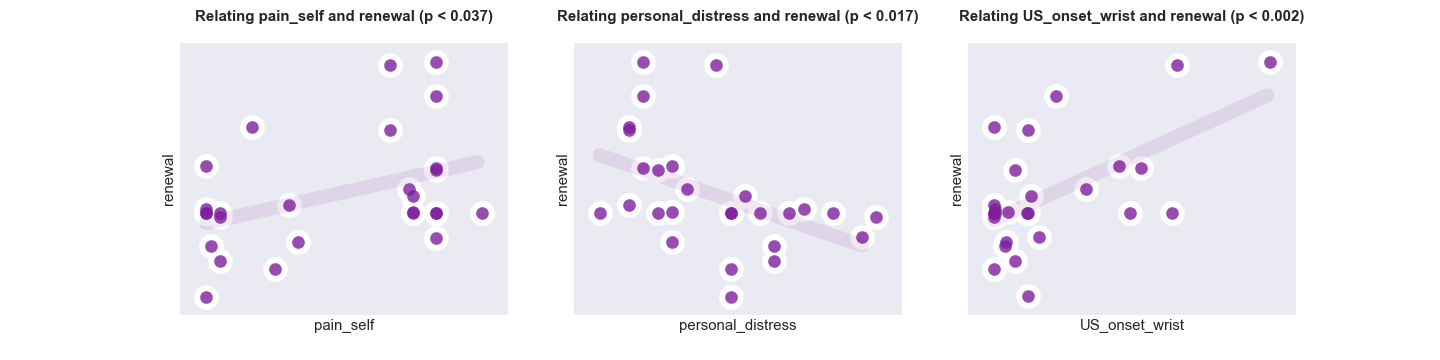 Relating pain_self and renewal (p < 0.037)
renewal
pain_self
Relating personal_distress and renewal (p < 0.017)
renewal
personal_distress
Relating US_onset_wrist and renewal (p < 0.002)
renewal
US_onset_wrist